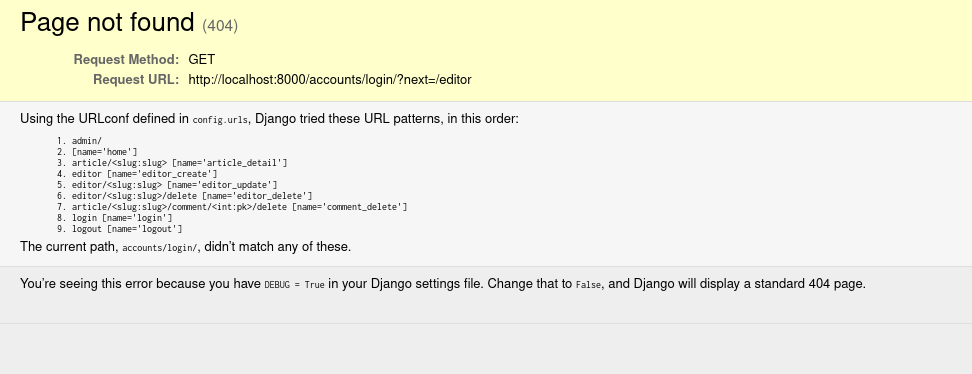 Page not found (404)
Request Method: GET
Request URL: http://localhost:8000/accounts/login/?next=/editor
Using the URLconf defined in config.urls, Django tried these URL patterns, in this order:
1. admin/
2. [name='home']
3. article/<slug:slug> [name='article_detail']
4. editor [name='editor_create']
5. editor/<slug:slug> [name='editor_update']
6. editor/<slug:slug>/delete [name='editor_delete']
7. article/<slug:slug>/comment/<int:pk>/delete [name='comment_delete']
8. login [name='login']
9. logout [name='logout']
The current path, accounts/login/, didn’t match any of these.
You’re seeing this error because you have DEBUG = True in your Django settings file. Change that to False, and Django will display a standard 404 page.